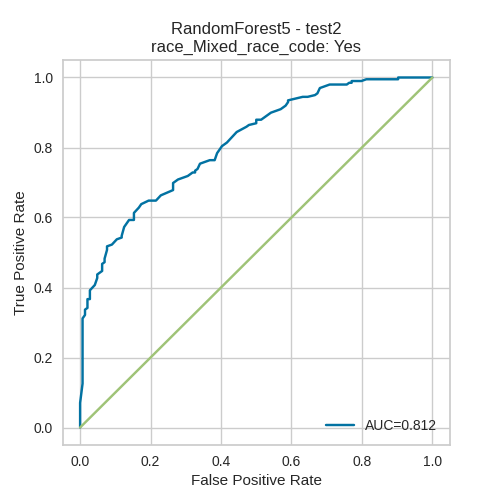 RandomForest5 - test2
race_Mixed_race_code: Yes
True Positive Rate
1.0
0.8
0.6
0.4
0.2
0.0
AUC=0.812
0.0 0.2 0.4 0.6 0.8 1.0
False Positive Rate